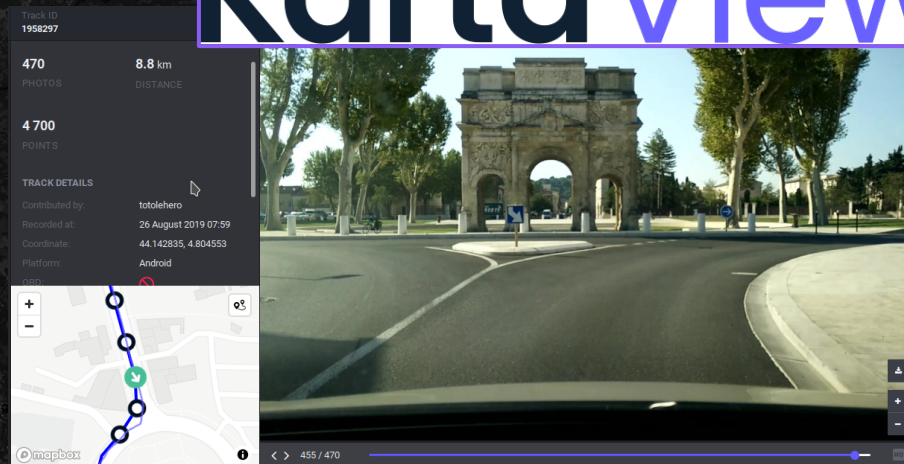 Karta View
Track ID
1958297
470
PHOTOS
8.8 km
DISTANCE
4 700
POINTS
TRACK DETAILS
Contributed by:
totolehero
Recorded at:
26 August 2019 07:59
Coordinate:
44.142835, 4.804553
Platform:
Android
OBD:
+
−
mapbox
455 / 470
+
−